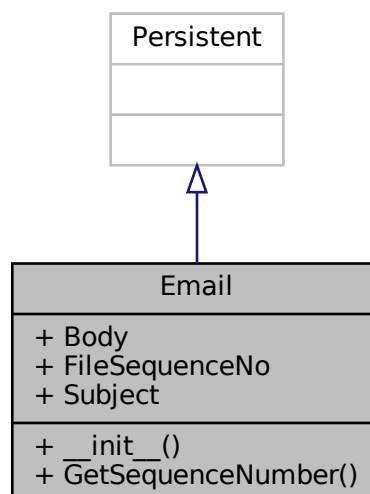 Persistent
Email
+ Body
+ FileSequenceNo
+ Subject
+ __init__()
+ GetSequenceNumber()